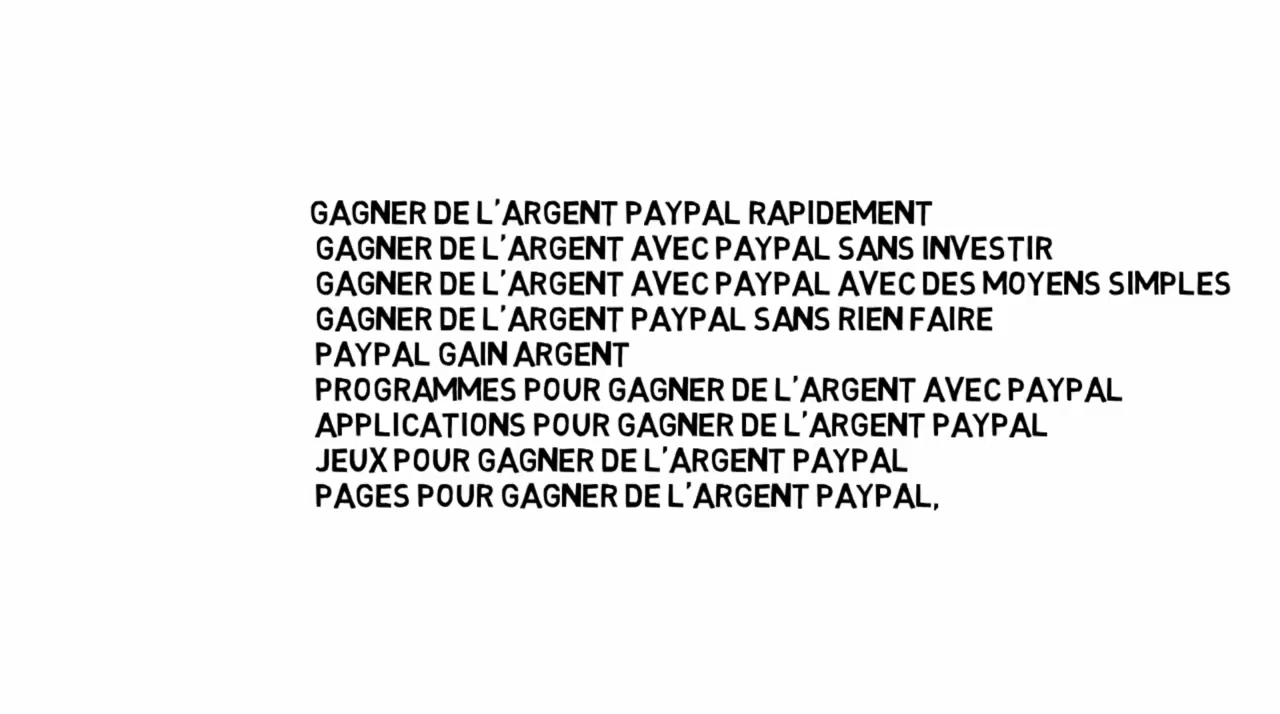 GAGNER DE L'ARGENT PAYPAL RAPIDEMENT
GAGNER DE L'ARGENT AVEC PAYPAL SANS INVESTIR
GAGNER DE L'ARGENT AVEC PAYPAL AVEC DES MOYENS SIMPLES
GAGNER DE L'ARGENT PAYPAL SANS RIEN FAIRE
PAYPAL GAIN ARGENT
PROGRAMMES POUR GAGNER DE L'ARGENT AVEC PAYPAL
APPLICATIONS POUR GAGNER DE L'ARGENT PAYPAL
JEUX POUR GAGNER DE L'ARGENT PAYPAL
PAGES POUR GAGNER DE L'ARGENT PAYPAL,